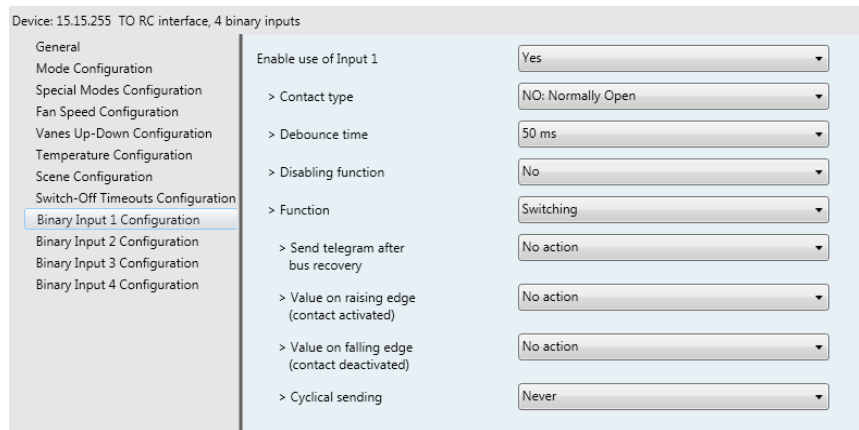 Device: 15.15.255 TO RC interface, 4 binary inputs
General
Mode Configuration
Special Modes Configuration
Fan Speed Configuration
Vanes Up-Down Configuration
Temperature Configuration
Scene Configuration
Switch-Off Timeouts Configuration
Binary Input 1 Configuration
Binary Input 2 Configuration
Binary Input 3 Configuration
Binary Input 4 Configuration
Enable use of Input 1 Yes
> Contact type NO: Normally Open
> Debounce time 50 ms
> Disabling function No
> Function Switching
> Send telegram after No action
bus recovery
> Value on raising edge No action
(contact activated)
> Value on falling edge No action
(contact deactivated)
> Cyclical sending Never